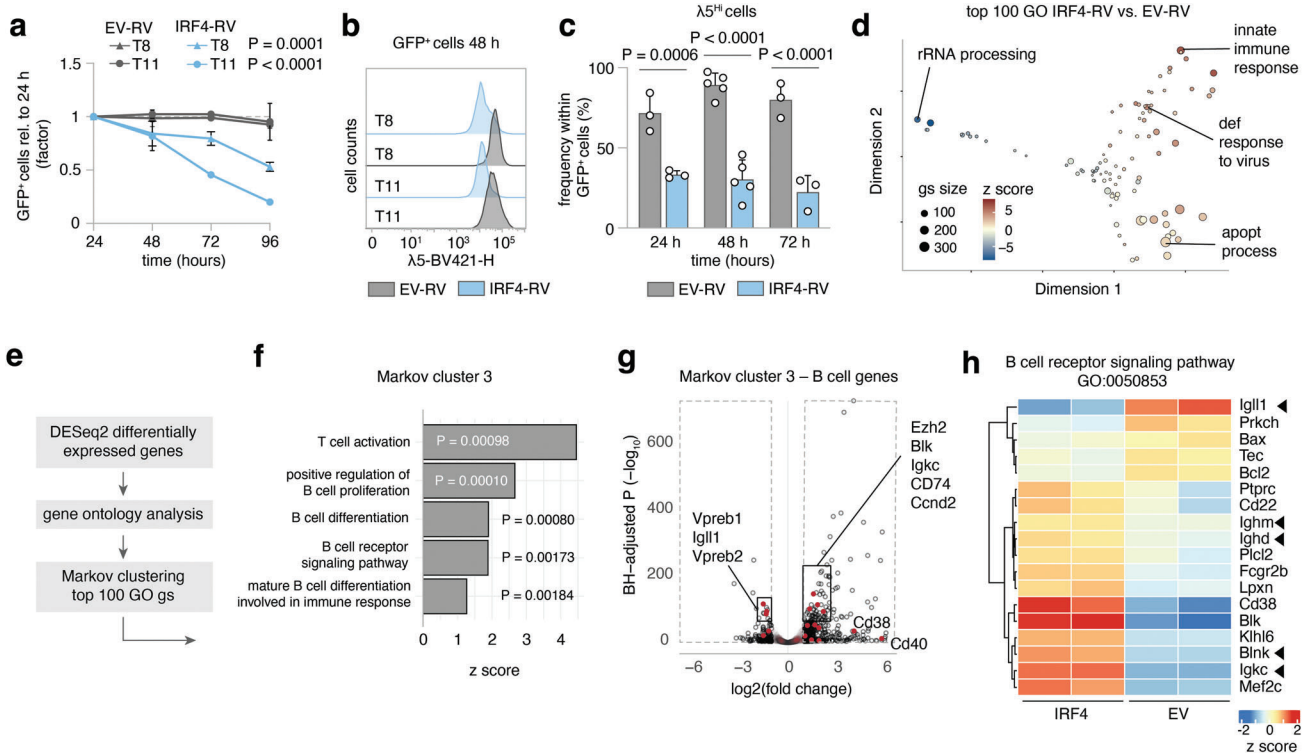 a
EV-RV
IRF4-RV
T8
T8
P = 0.0001
T11
T11
P < 0.0001
1.5
1
0.5
0
GFP⁺ cells rel. to 24 h
(factor)
24
48
72
96
time (hours)
b
GFP⁺ cells 48 h
cell counts
T8
T8
T11
T11
0
10¹
10³
10⁵
λ5-BV421-H
EV-RV
IRF4-RV
c
λ5ᴴⁱ cells
P < 0.0001
P = 0.0006
P < 0.0001
100
50
0
frequency within
GFP⁺ cells (%)
24 h
48 h
72 h
time (hours)
EV-RV
IRF4-RV
d
top 100 GO IRF4-RV vs. EV-RV
rRNA processing
innate
immune
response
def
response
to virus
apopt
process
gs size
100
200
300
z score
5
0
−5
Dimension 2
Dimension 1
e
DESeq2 differentially
expressed genes
gene ontology analysis
Markov clustering
top 100 GO gs
f
Markov cluster 3
T cell activation
P = 0.00098
positive regulation of
B cell proliferation
P = 0.00010
B cell differentiation
P = 0.00080
B cell receptor
signaling pathway
P = 0.00173
mature B cell differentiation
involved in immune response
P = 0.00184
0
1
2
3
4
z score
g
Markov cluster 3 – B cell genes
600
400
200
0
BH–adjusted P (−log₁₀)
Vpreb1
Igll1
Vpreb2
Ezh2
Blk
Igkc
CD74
Ccnd2
Cd38
Cd40
−6
−3
0
3
6
log2(fold change)
h
B cell receptor signaling pathway
GO:0050853
Igll1
Prkch
Bax
Tec
Bcl2
Ptprc
Cd22
Ighm
Ighd
Plcl2
Fcgr2b
Lpxn
Cd38
Blk
Klhl6
Blnk
Igkc
Mef2c
IRF4
EV
-2
0
2
z score